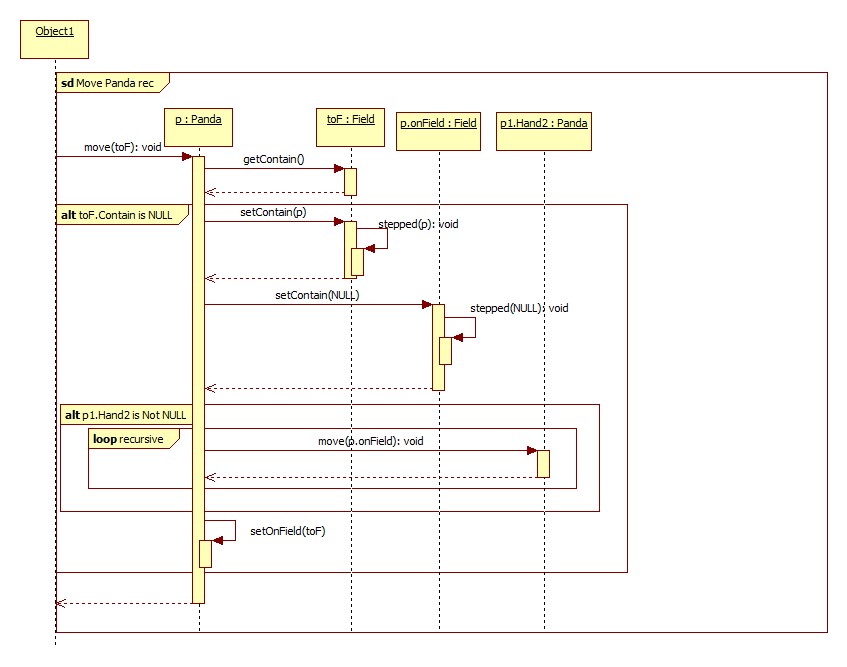 Object1
sd Move Panda rec
p : Panda
toF : Field
p.onField : Field
p1.Hand2 : Panda
move(toF): void
getContain()
alt toF.Contain is NULL
setContain(p)
stepped(p): void
setContain(NULL)
stepped(NULL): void
alt p1.Hand2 is Not NULL
loop recursive
move(p.onField): void
setOnField(toF)